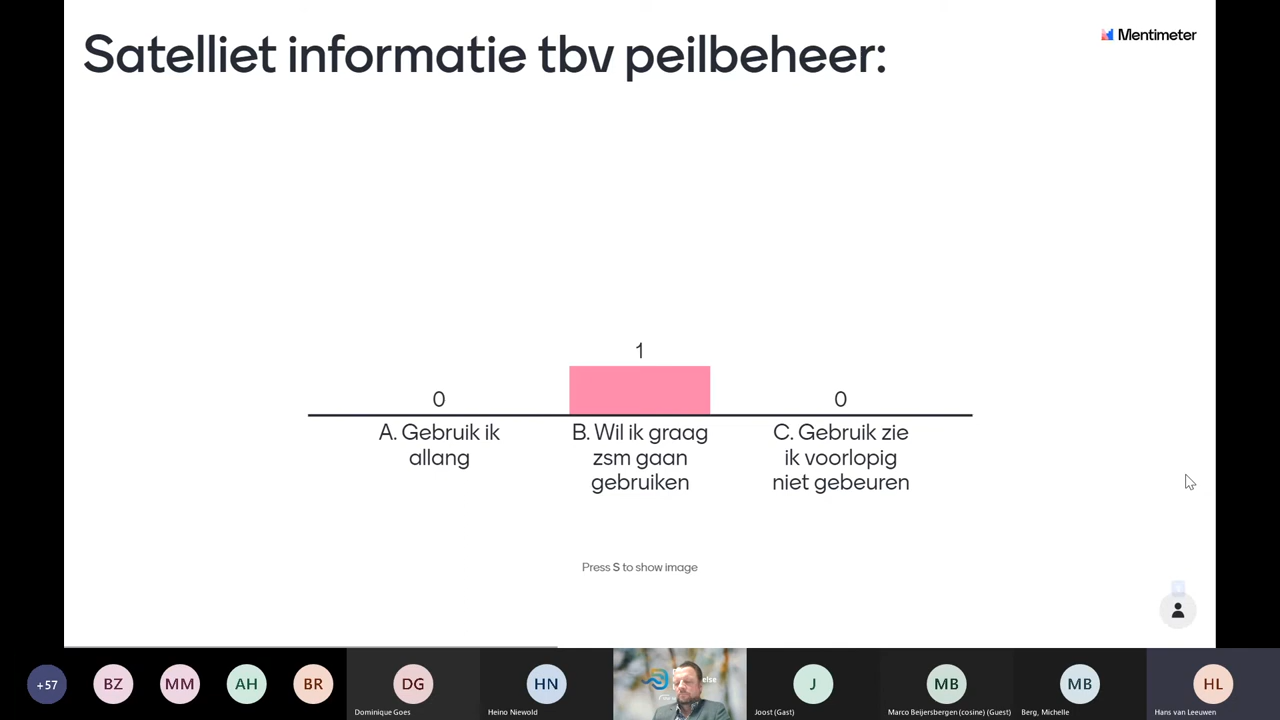 Satelliet informatie tbv peilbeheer:
Mentimeter
1
0
0
A. Gebruik ik
allang
B. Wil ik graag
zsm gaan
gebruiken
C. Gebruik zie
ik voorlopig
niet gebeuren
Press S to show image
+57
BZ
MM
AH
BR
DG
Dominique Goes
HN
Heino Niewold
J
Joost (Gast)
MB
Marco Beijersbergen (cosine) (Guest)
MB
Berg, Michelle
HL
Hans van Leeuwen